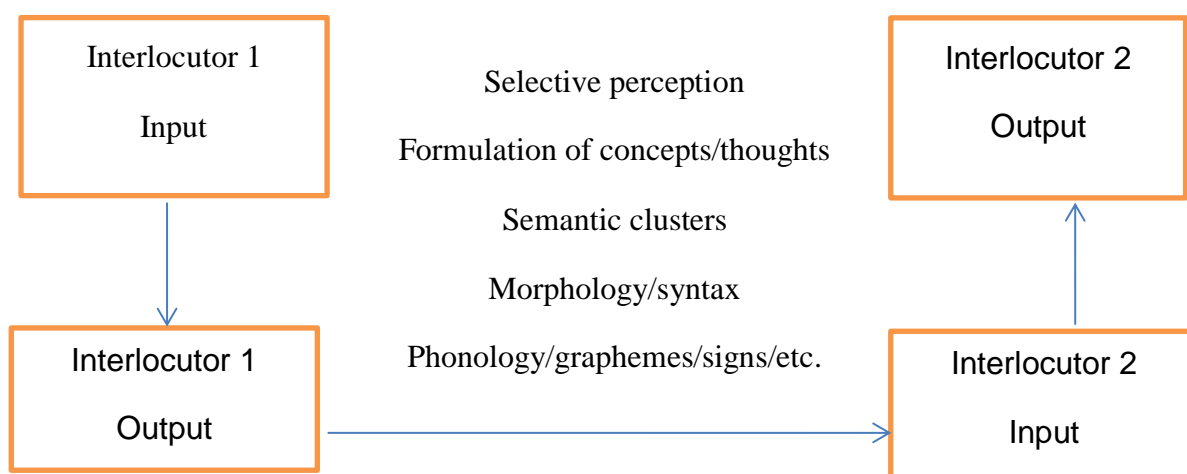 Interlocutor 1
Input
Selective perception
Formulation of concepts/thoughts
Semantic clusters
Morphology/syntax
Phonology/graphemes/signs/etc.
Interlocutor 2
Output
Interlocutor 1
Output
Interlocutor 2
Input